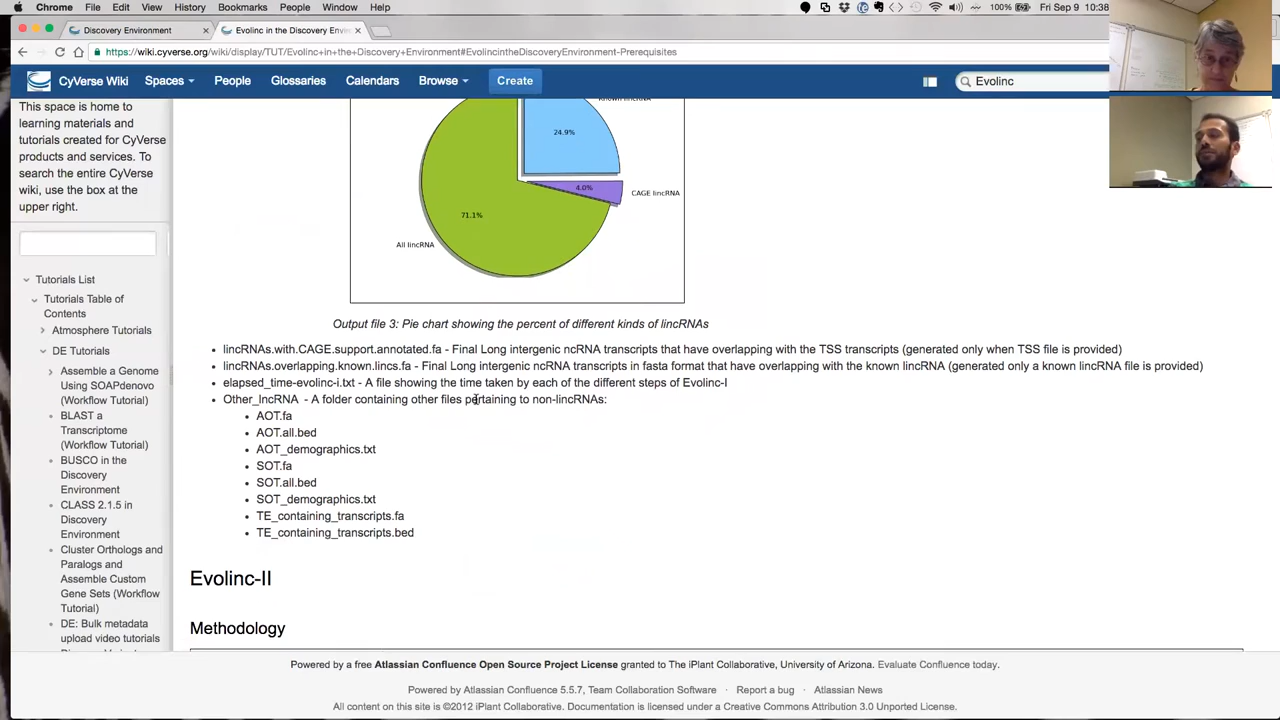 Chrome File Edit View History Bookmarks People Window Help 100% Fri Sep 9 10:38
Discovery Environment
Evolinc in the Discovery Envi
https://wiki.cyverse.org/wiki/display/TUT/Evolinc+in+the+Discovery+Environment#EvolincintheDiscoveryEnvironment-Prerequisites
CyVerse Wiki Spaces People Glossaries Calendars Browse Create Evolinc
This space is home to
learning materials and
tutorials created for CyVerse
products and services. To
search the entire CyVerse
wiki, use the box at the
upper right.
Tutorials List
Tutorials Table of
Contents
Atmosphere Tutorials
DE Tutorials
Assemble a Genome
Using SOAPdenovo
(Workflow Tutorial)
BLAST a
Transcriptome
(Workflow Tutorial)
BUSCO in the
Discovery
Environment
CLASS 2.1.5 in
Discovery
Environment
Cluster Orthologs and
Paralogs and
Assemble Custom
Gene Sets (Workflow
Tutorial)
DE: Bulk metadata
upload video tutorials
24.9%
4.0%
CAGE lincRNA
71.1%
All lincRNA
Output file 3: Pie chart showing the percent of different kinds of lincRNAs
lincRNAs.with.CAGE.support.annotated.fa - Final Long intergenic ncRNA transcripts that have overlapping with the TSS transcripts (generated only when TSS file is provided)
lincRNAs.overlapping.known.lincs.fa - Final Long intergenic ncRNA transcripts in fasta format that have overlapping with the known lincRNA (generated only a known lincRNA file is provided)
elapsed_time-evolinc-i.txt - A file showing the time taken by each of the different steps of Evolinc-I
Other_lncRNA - A folder containing other files pertaining to non-lincRNAs:
AOT.fa
AOT.all.bed
AOT_demographics.txt
SOT.fa
SOT.all.bed
SOT_demographics.txt
TE_containing_transcripts.fa
TE_containing_transcripts.bed
Evolinc-II
Methodology
Powered by a free Atlassian Confluence Open Source Project License granted to The iPlant Collaborative, University of Arizona. Evaluate Confluence today.
Powered by Atlassian Confluence 5.5.7, Team Collaboration Software · Report a bug · Atlassian News
All content on this site is ©2012 iPlant Collaborative. Documentation is licensed under a Creative Commons Attribution 3.0 Unported License.